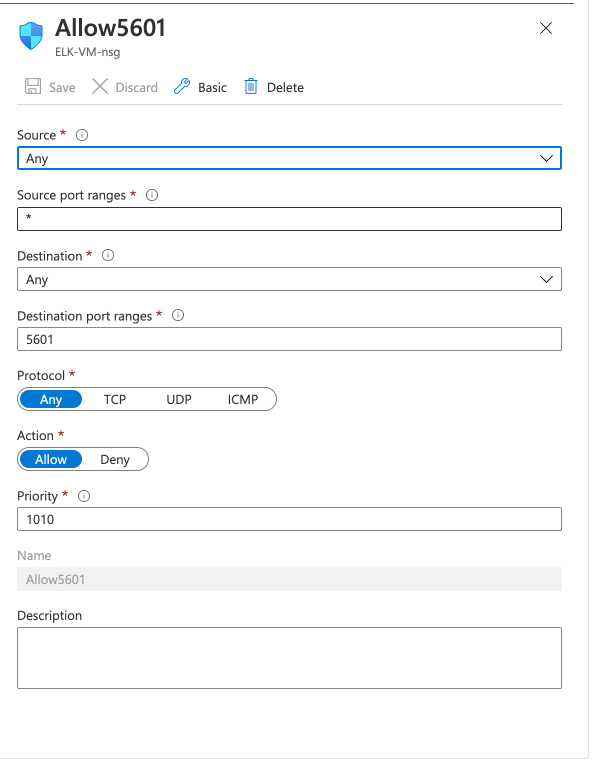 Allow5601
ELK-VM-nsg
Save Discard Basic Delete
Source *
Any
Source port ranges *
*
Destination *
Any
Destination port ranges *
5601
Protocol *
Any TCP UDP ICMP
Action *
Allow Deny
Priority *
1010
Name
Allow5601
Description